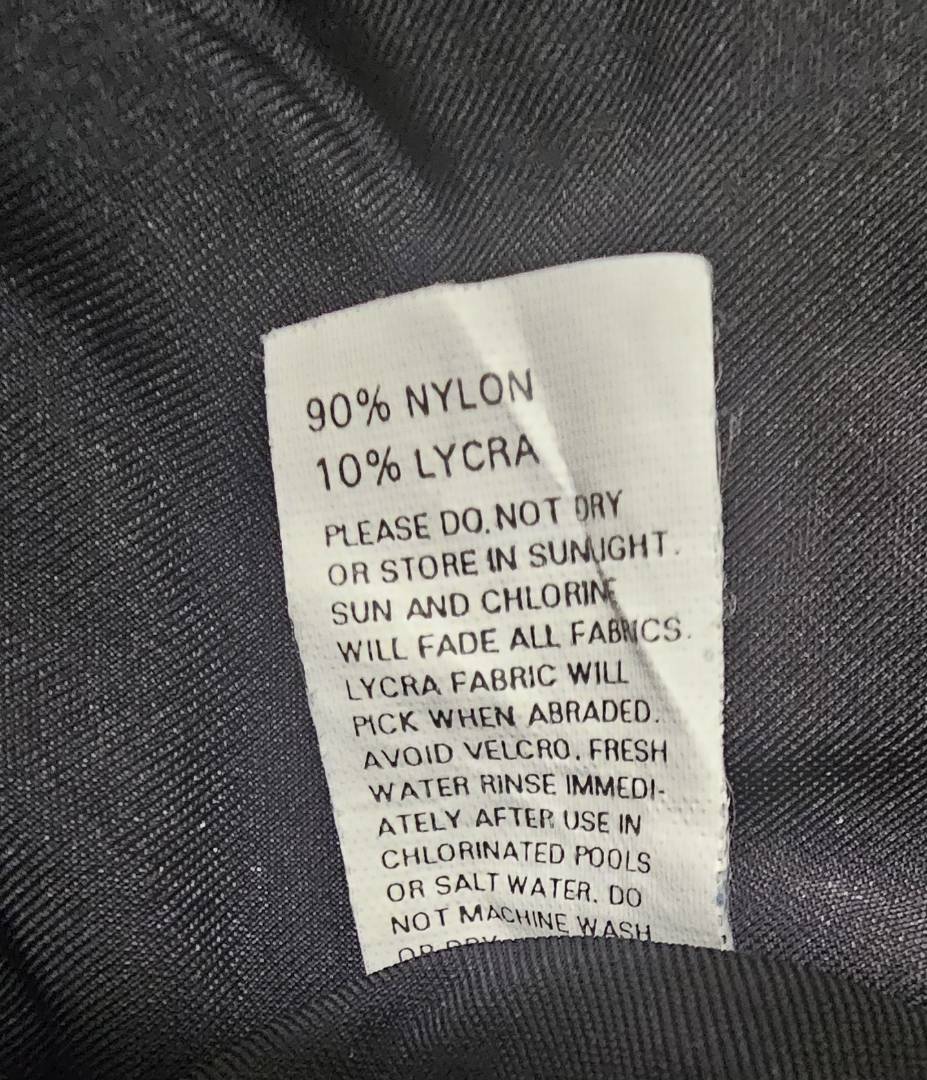 90% NYLON
10% LYCRA
PLEASE DO.NOT DRY
OR STORE IN SUNLIGHT.
SUN AND CHLORINE
WILL FADE ALL FABRICS.
LYCRA FABRIC WILL
PICK WHEN ABRADED.
AVOID VELCRO. FRESH
WATER RINSE IMMEDI-
ATELY AFTER USE IN
CHLORINATED POOLS
OR SALT WATER. DO
NOT MACHINE WASH
OR DRY